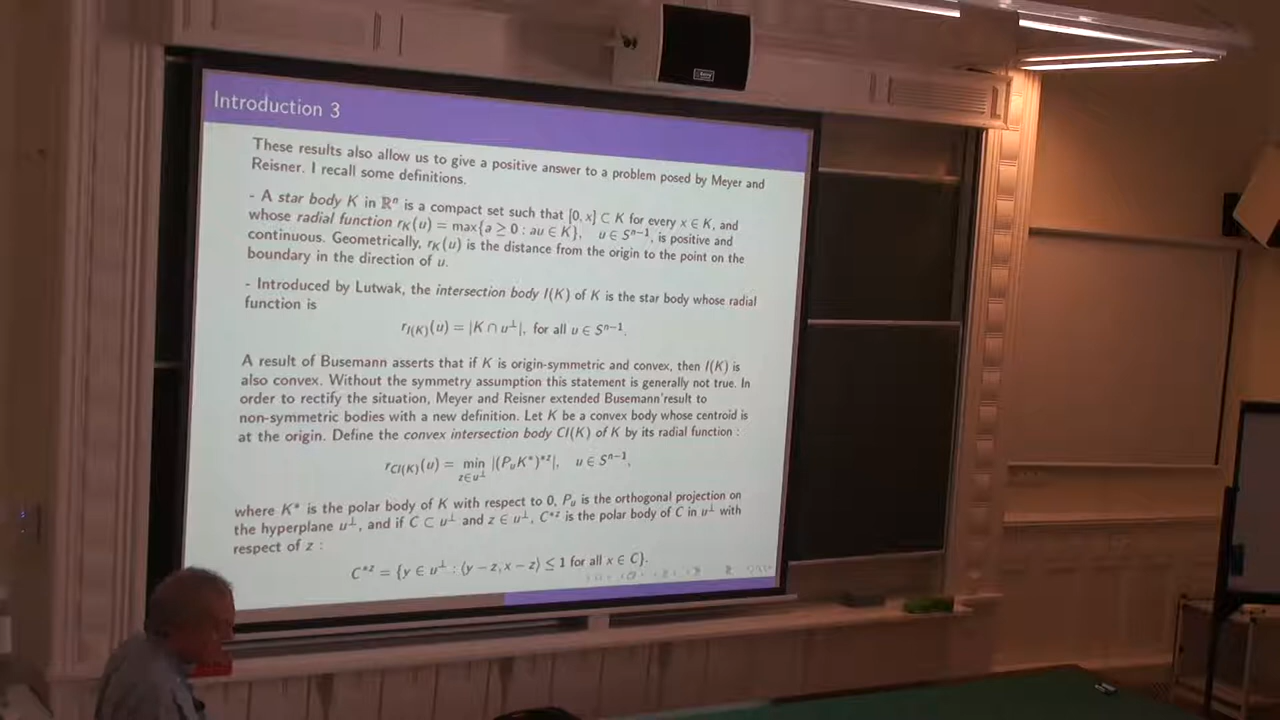 Introduction 3
These results also allow us to give a positive answer to a problem posed by Meyer and
Reisner. I recall some definitions.
- A star body K in ℝⁿ is a compact set such that [0, x] ⊂ K for every x ∈ K, and
whose radial function r_K(u) = max{a ≥ 0 : au ∈ K}, u ∈ Sⁿ⁻¹, is positive and
continuous. Geometrically, r_K(u) is the distance from the origin to the point on the
boundary in the direction of u.
- Introduced by Lutwak, the intersection body I(K) of K is the star body whose radial
function is
r_{I(K)}(u) = |K ∩ u^⊥|, for all u ∈ Sⁿ⁻¹.
A result of Busemann asserts that if K is origin-symmetric and convex, then I(K) is
also convex. Without the symmetry assumption this statement is generally not true. In
order to rectify the situation, Meyer and Reisner extended Busemann'result to
non-symmetric bodies with a new definition. Let K be a convex body whose centroid is
at the origin. Define the convex intersection body CI(K) of K by its radial function :
r_{CI(K)}(u) = min_{z∈u^⊥} |(P_u K*)^{*z}|, u ∈ Sⁿ⁻¹,
where K* is the polar body of K with respect to 0, P_u is the orthogonal projection on
the hyperplane u^⊥, and if C ⊂ u^⊥ and z ∈ u^⊥, C^{*z} is the polar body of C in u^⊥ with
respect of z :
C^{*z} = {y ∈ u^⊥ : (y − z, x − z) ≤ 1 for all x ∈ C}.